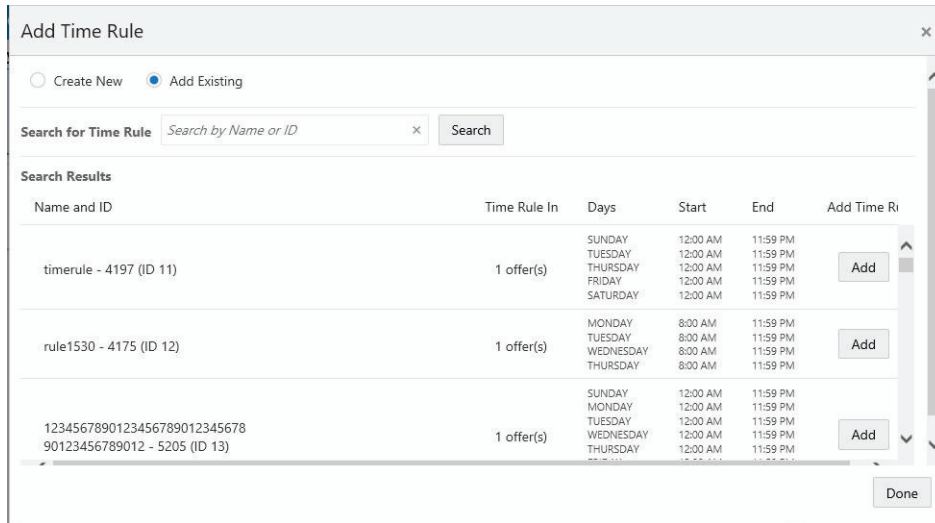 Add Time Rule
×
Create New Add Existing
Search for Time Rule Search by Name or ID × Search
Search Results
Name and ID Time Rule In Days Start End Add Time Ru
SUNDAY 12:00 AM 11:59 PM
TUESDAY 12:00 AM 11:59 PM
timerule - 4197 (ID 11) 1 offer(s) THURSDAY 12:00 AM 11:59 PM Add
FRIDAY 12:00 AM 11:59 PM
SATURDAY 12:00 AM 11:59 PM
MONDAY 8:00 AM 11:59 PM
TUESDAY 8:00 AM 11:59 PM
rule1530 - 4175 (ID 12) 1 offer(s) Add
WEDNESDAY 8:00 AM 11:59 PM
THURSDAY 8:00 AM 11:59 PM
SUNDAY 12:00 AM 11:59 PM
MONDAY 12:00 AM 11:59 PM
TUESDAY 12:00 AM 11:59 PM
1234567890123456789012345678
WEDNESDAY 12:00 AM 11:59 PM
1 offer(s) Add
90123456789012 - 5205 (ID 13)
THURSDAY 12:00 AM 11:59 PM
Done